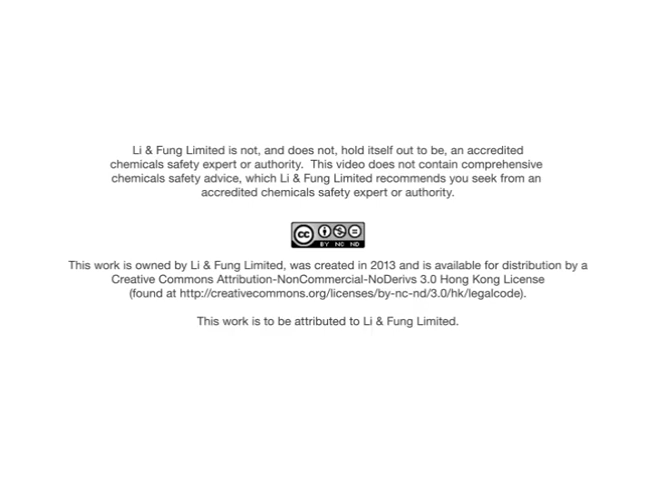 Li & Fung Limited is not, and does not, hold itself out to be, an accredited
chemicals safety expert or authority.  This video does not contain comprehensive
chemicals safety advice, which Li & Fung Limited recommends you seek from an
accredited chemicals safety expert or authority.
cc
BY NC ND
This work is owned by Li & Fung Limited, was created in 2013 and is available for distribution by a
Creative Commons Attribution-NonCommercial-NoDerivs 3.0 Hong Kong License
(found at http://creativecommons.org/licenses/by-nc-nd/3.0/hk/legalcode).
This work is to be attributed to Li & Fung Limited.